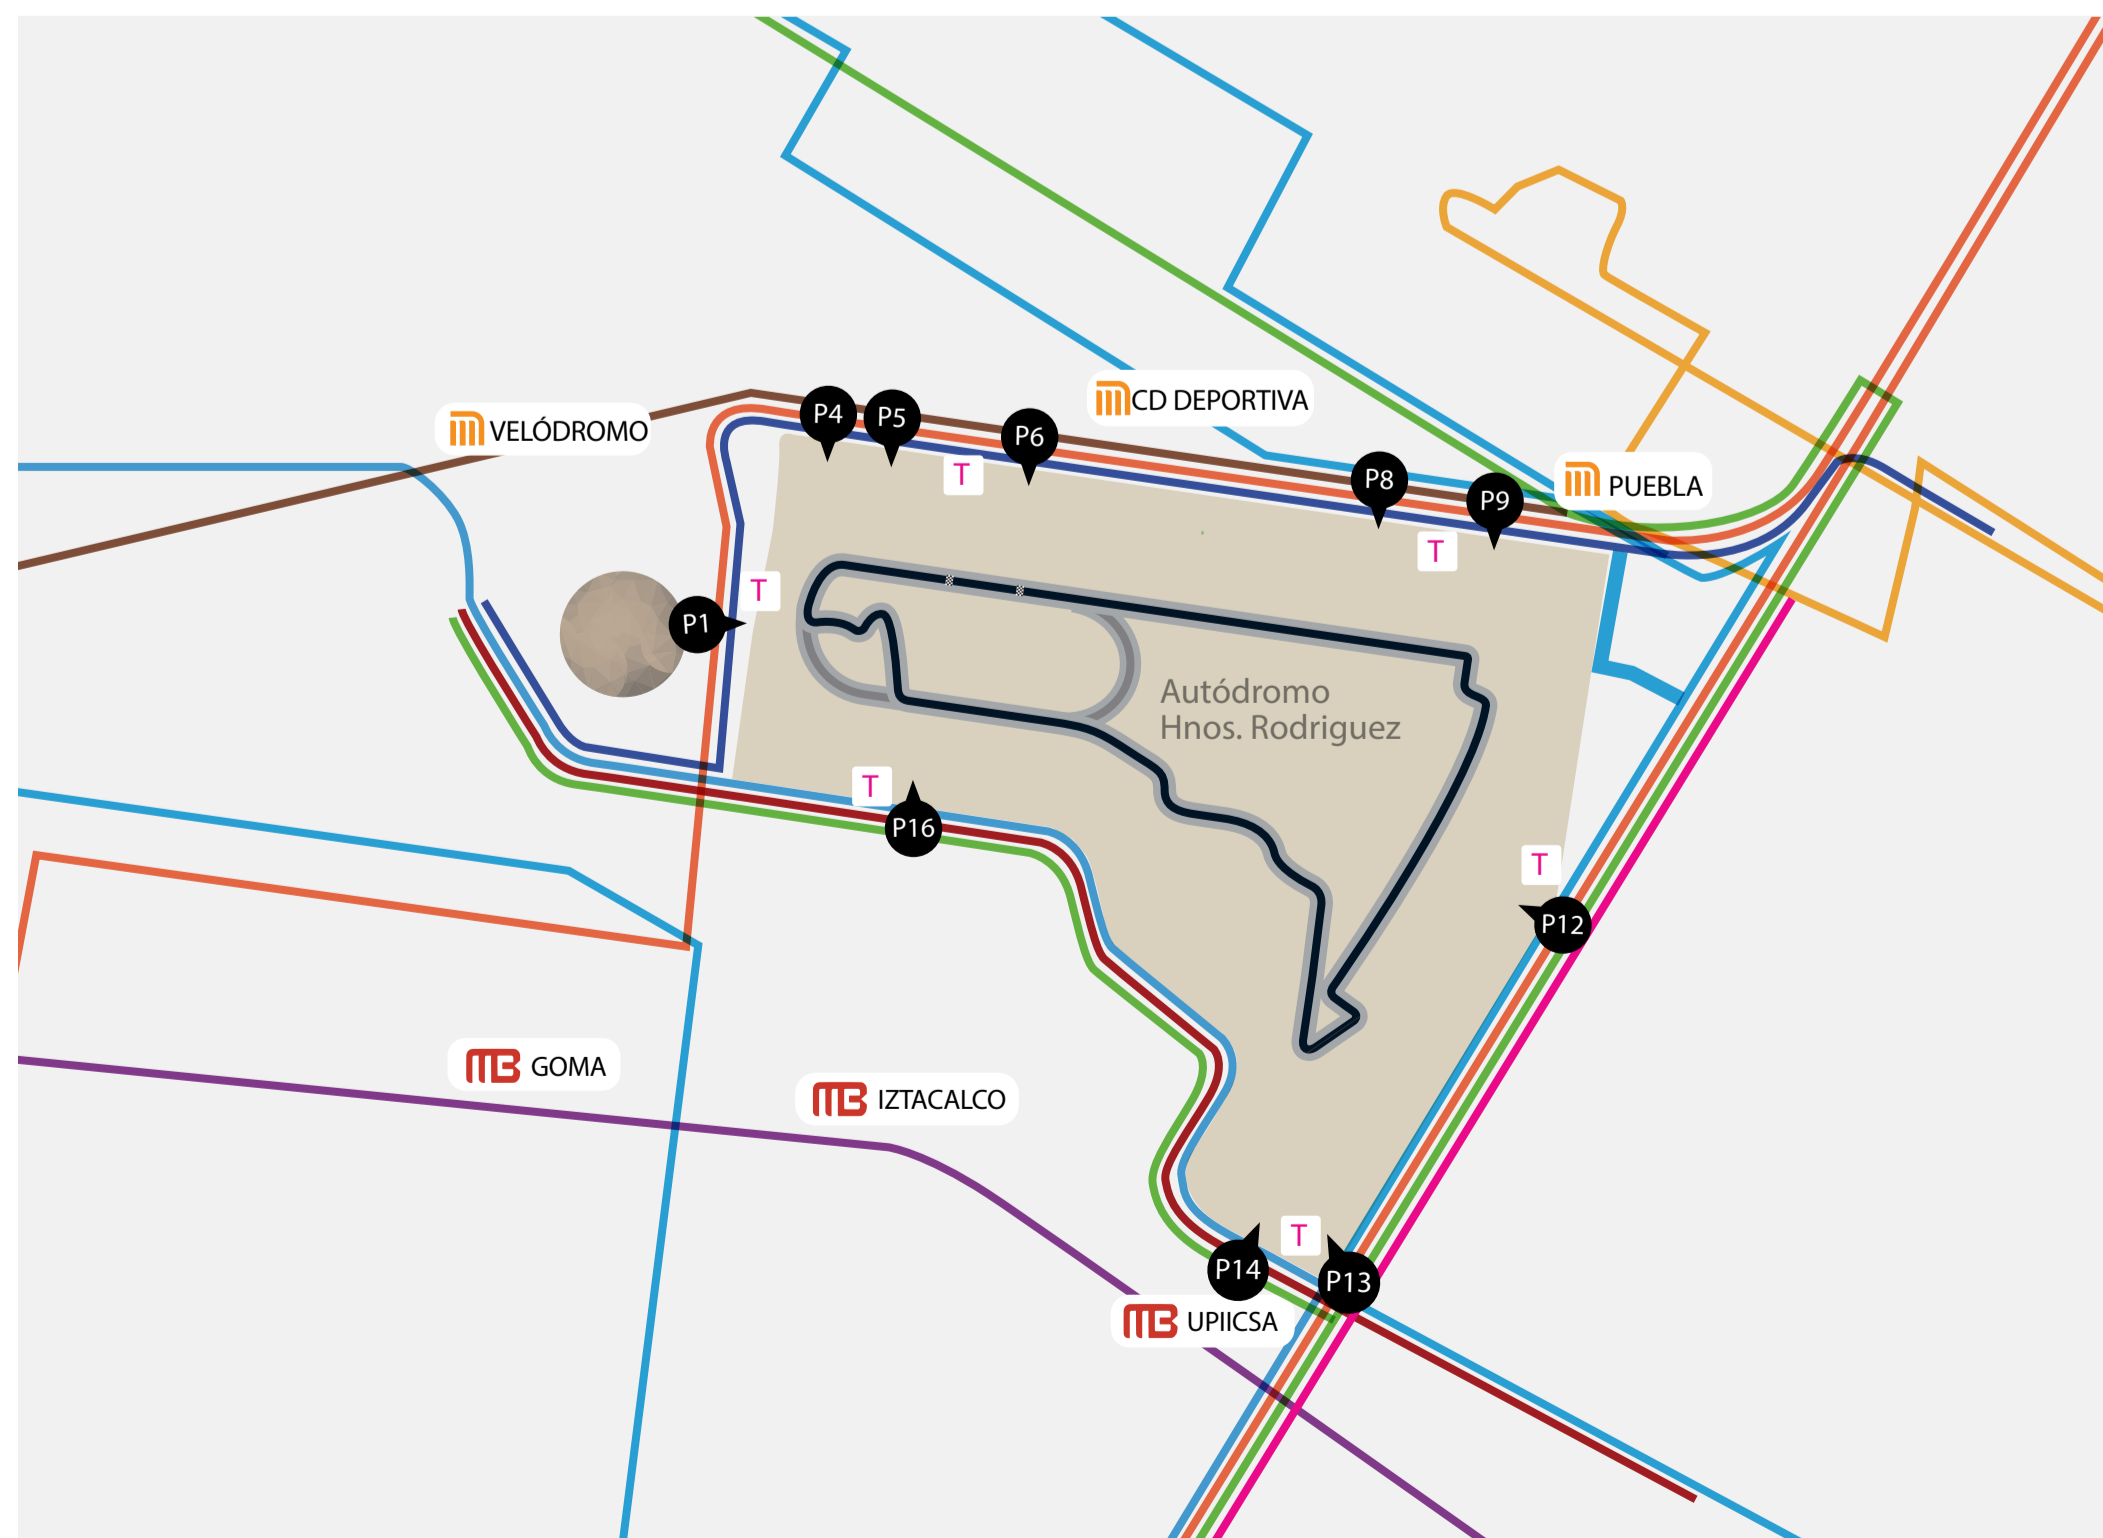 CD DEPORTIVA
VELÓDROMO
P4
P5
P6
T
P8
P9
PUEBLA
T
T
P1
Autódromo
Hnos. Rodriguez
T
P16
T
P12
GOMA
IZTACALCO
T
P14
P13
UPIICSA